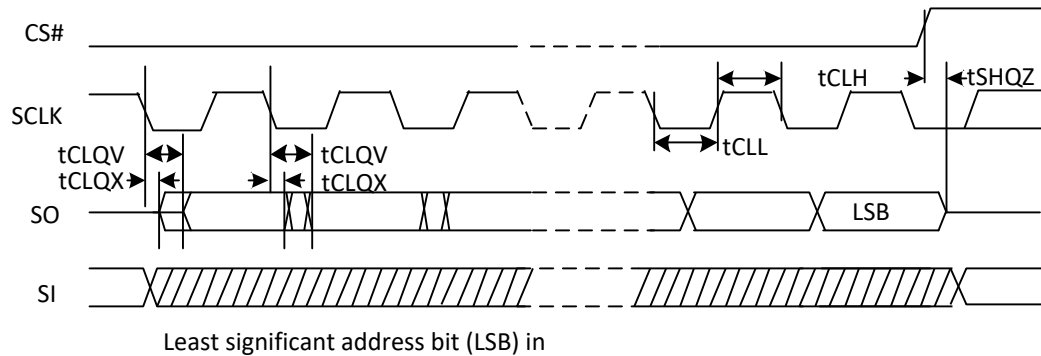 CS#
tCLH
tSHQZ
SCLK
tCLL
tCLQV
tCLQV
tCLQX
tCLQX
SO
LSB
SI
Least significant address bit (LSB) in